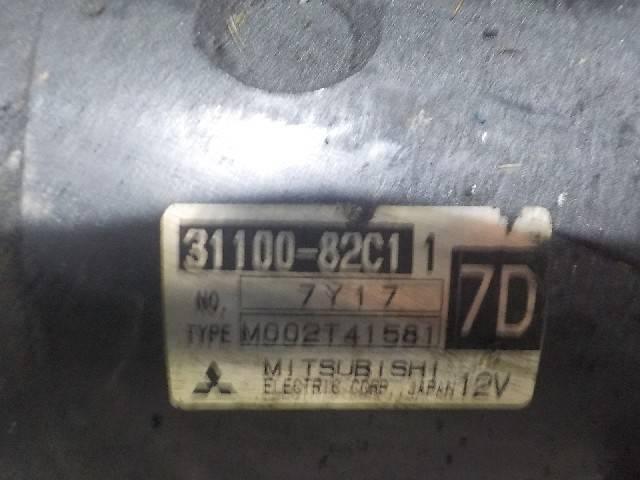 31100-82C1 1
7D
NO. 7Y17
TYPE M002T41581
MITSUBISHI
ELECTRIC CORP. JAPAN 12V